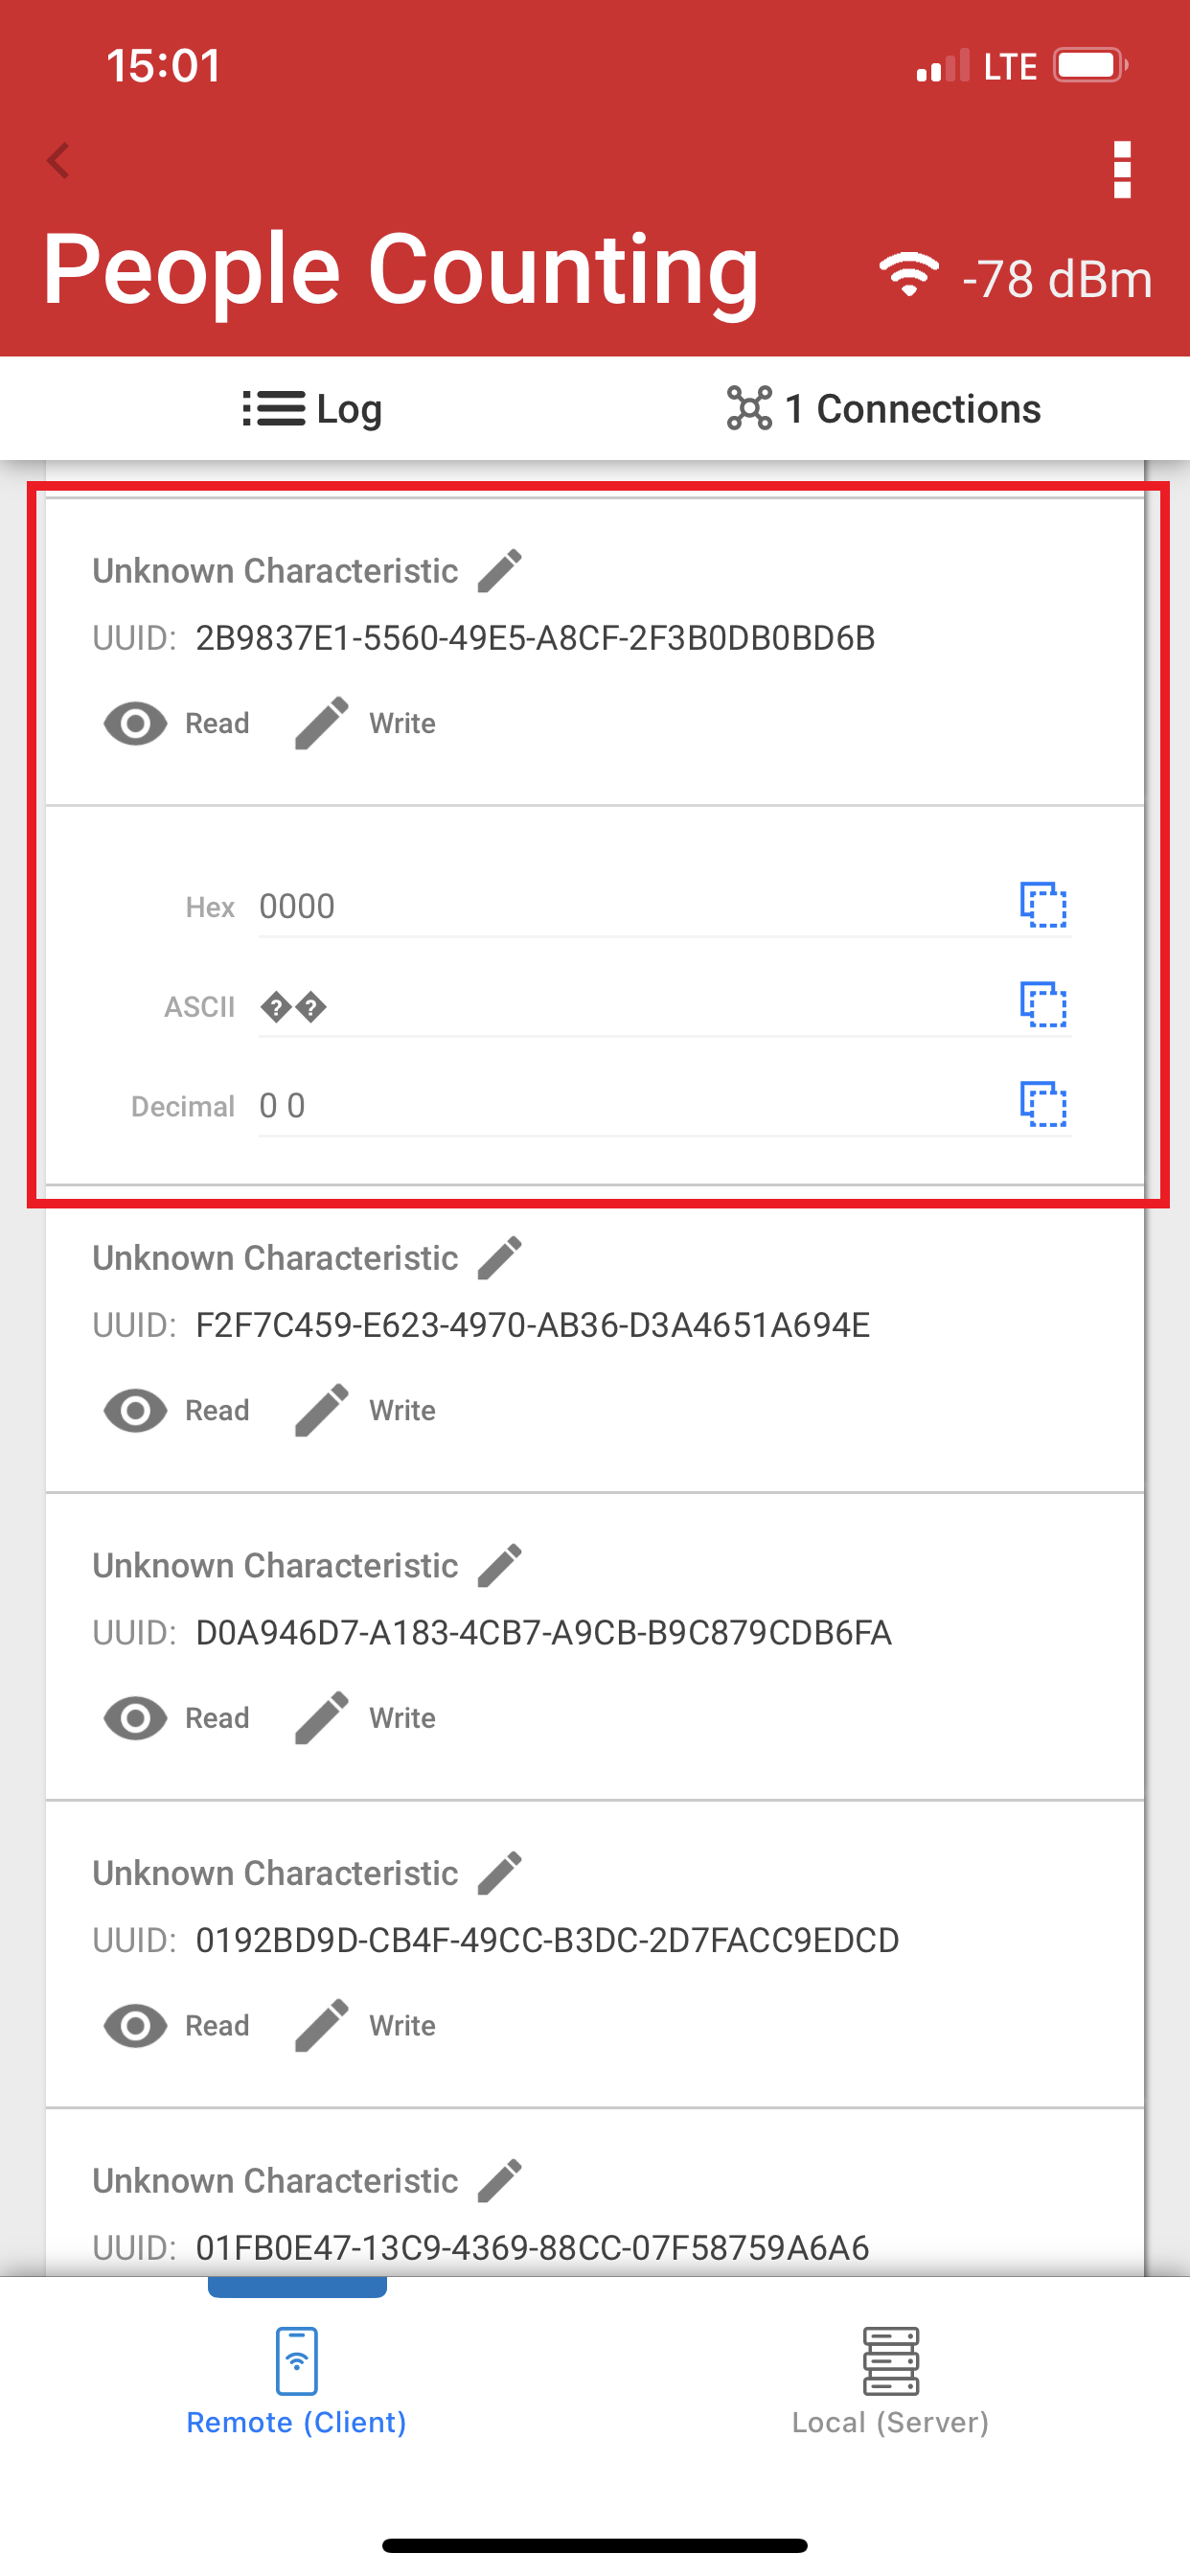 15:01 LTE
People Counting -78 dBm
Log 1 Connections
Unknown Characteristic
UUID: 2B9837E1-5560-49E5-A8CF-2F3B0DB0BD6B
Read Write
Hex 0000
ASCII ��
Decimal 0 0
Unknown Characteristic
UUID: F2F7C459-E623-4970-AB36-D3A4651A694E
Read Write
Unknown Characteristic
UUID: D0A946D7-A183-4CB7-A9CB-B9C879CDB6FA
Read Write
Unknown Characteristic
UUID: 0192BD9D-CB4F-49CC-B3DC-2D7FACC9EDCD
Read Write
Unknown Characteristic
UUID: 01FB0E47-13C9-4369-88CC-07F58759A6A6
Remote (Client) Local (Server)